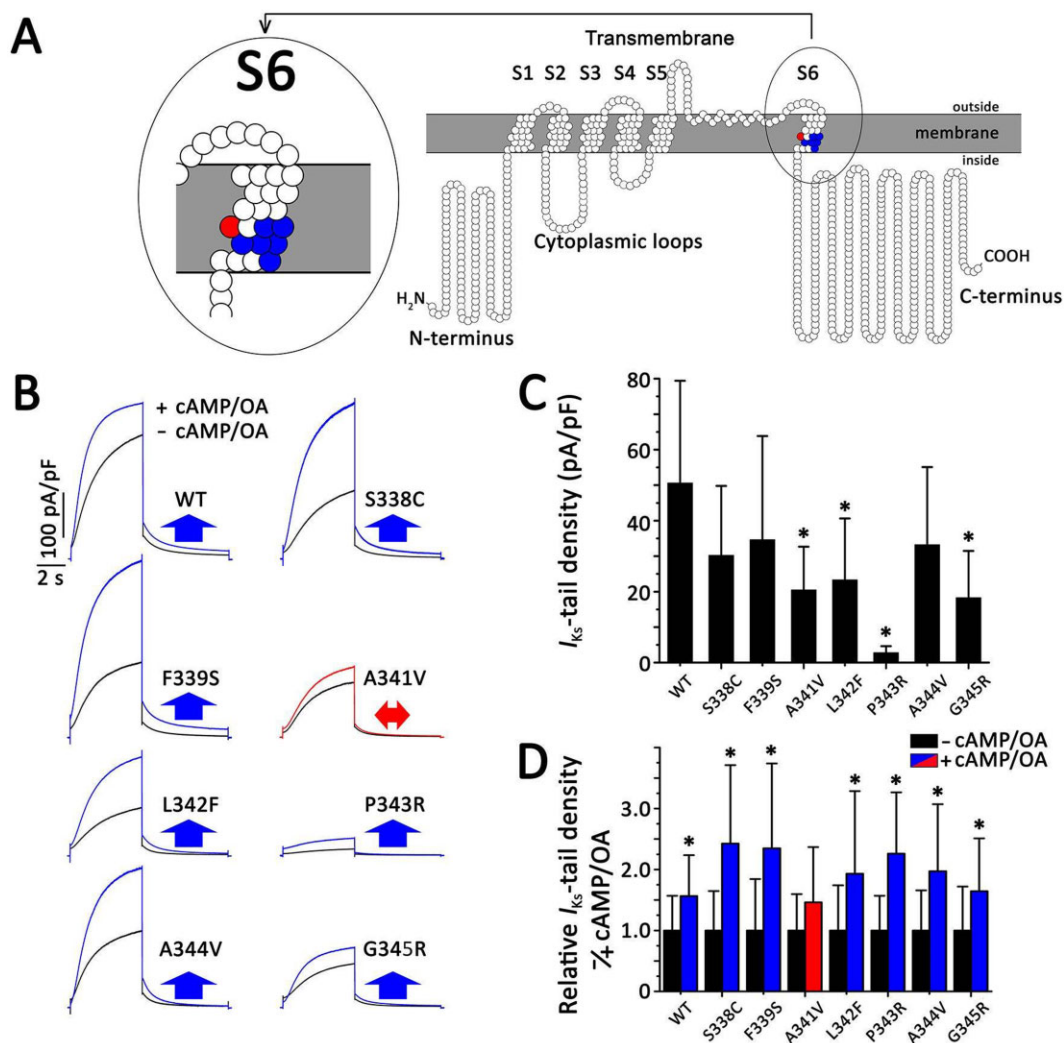 A
S6
Transmembrane
S1 S2 S3 S4 S5 S6
outside
membrane
inside
Cytoplasmic loops
H2N
N-terminus
COOH
C-terminus
B
+ cAMP/OA
− cAMP/OA
100 pA/pF
2 s
WT
S338C
F339S
A341V
L342F
P343R
A344V
G345R
C
IKs-tail density (pA/pF)
80
60
40
20
0
WT
S338C
F339S
A341V
L342F
P343R
A344V
G345R
* * * *
D
− cAMP/OA
+ cAMP/OA
Relative IKs-tail density
-/+ cAMP/OA
3.0
2.0
1.0
0
* * * * * * *
WT
S338C
F339S
A341V
L342F
P343R
A344V
G345R